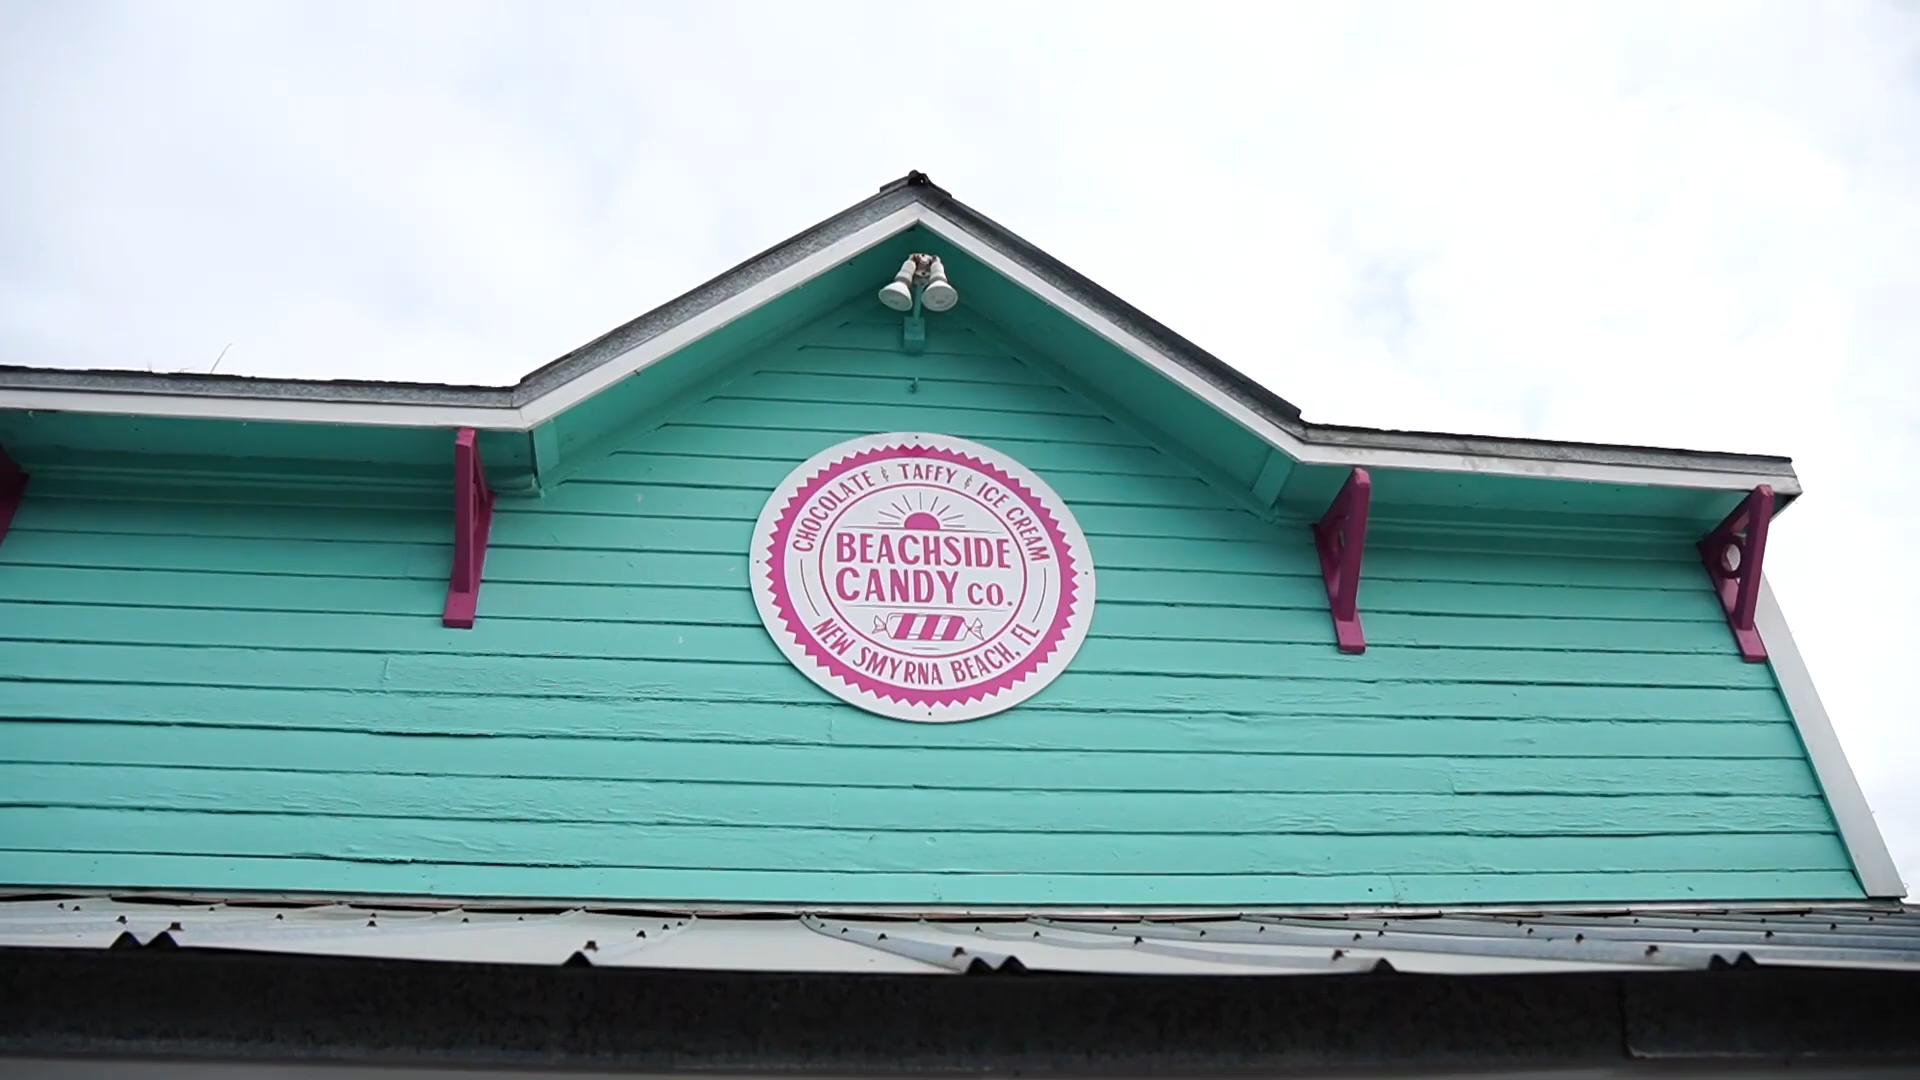 CHOCOLATE & TAFFY & ICE CREAM
BEACHSIDE
CANDY CO.
NEW SMYRNA BEACH, FL